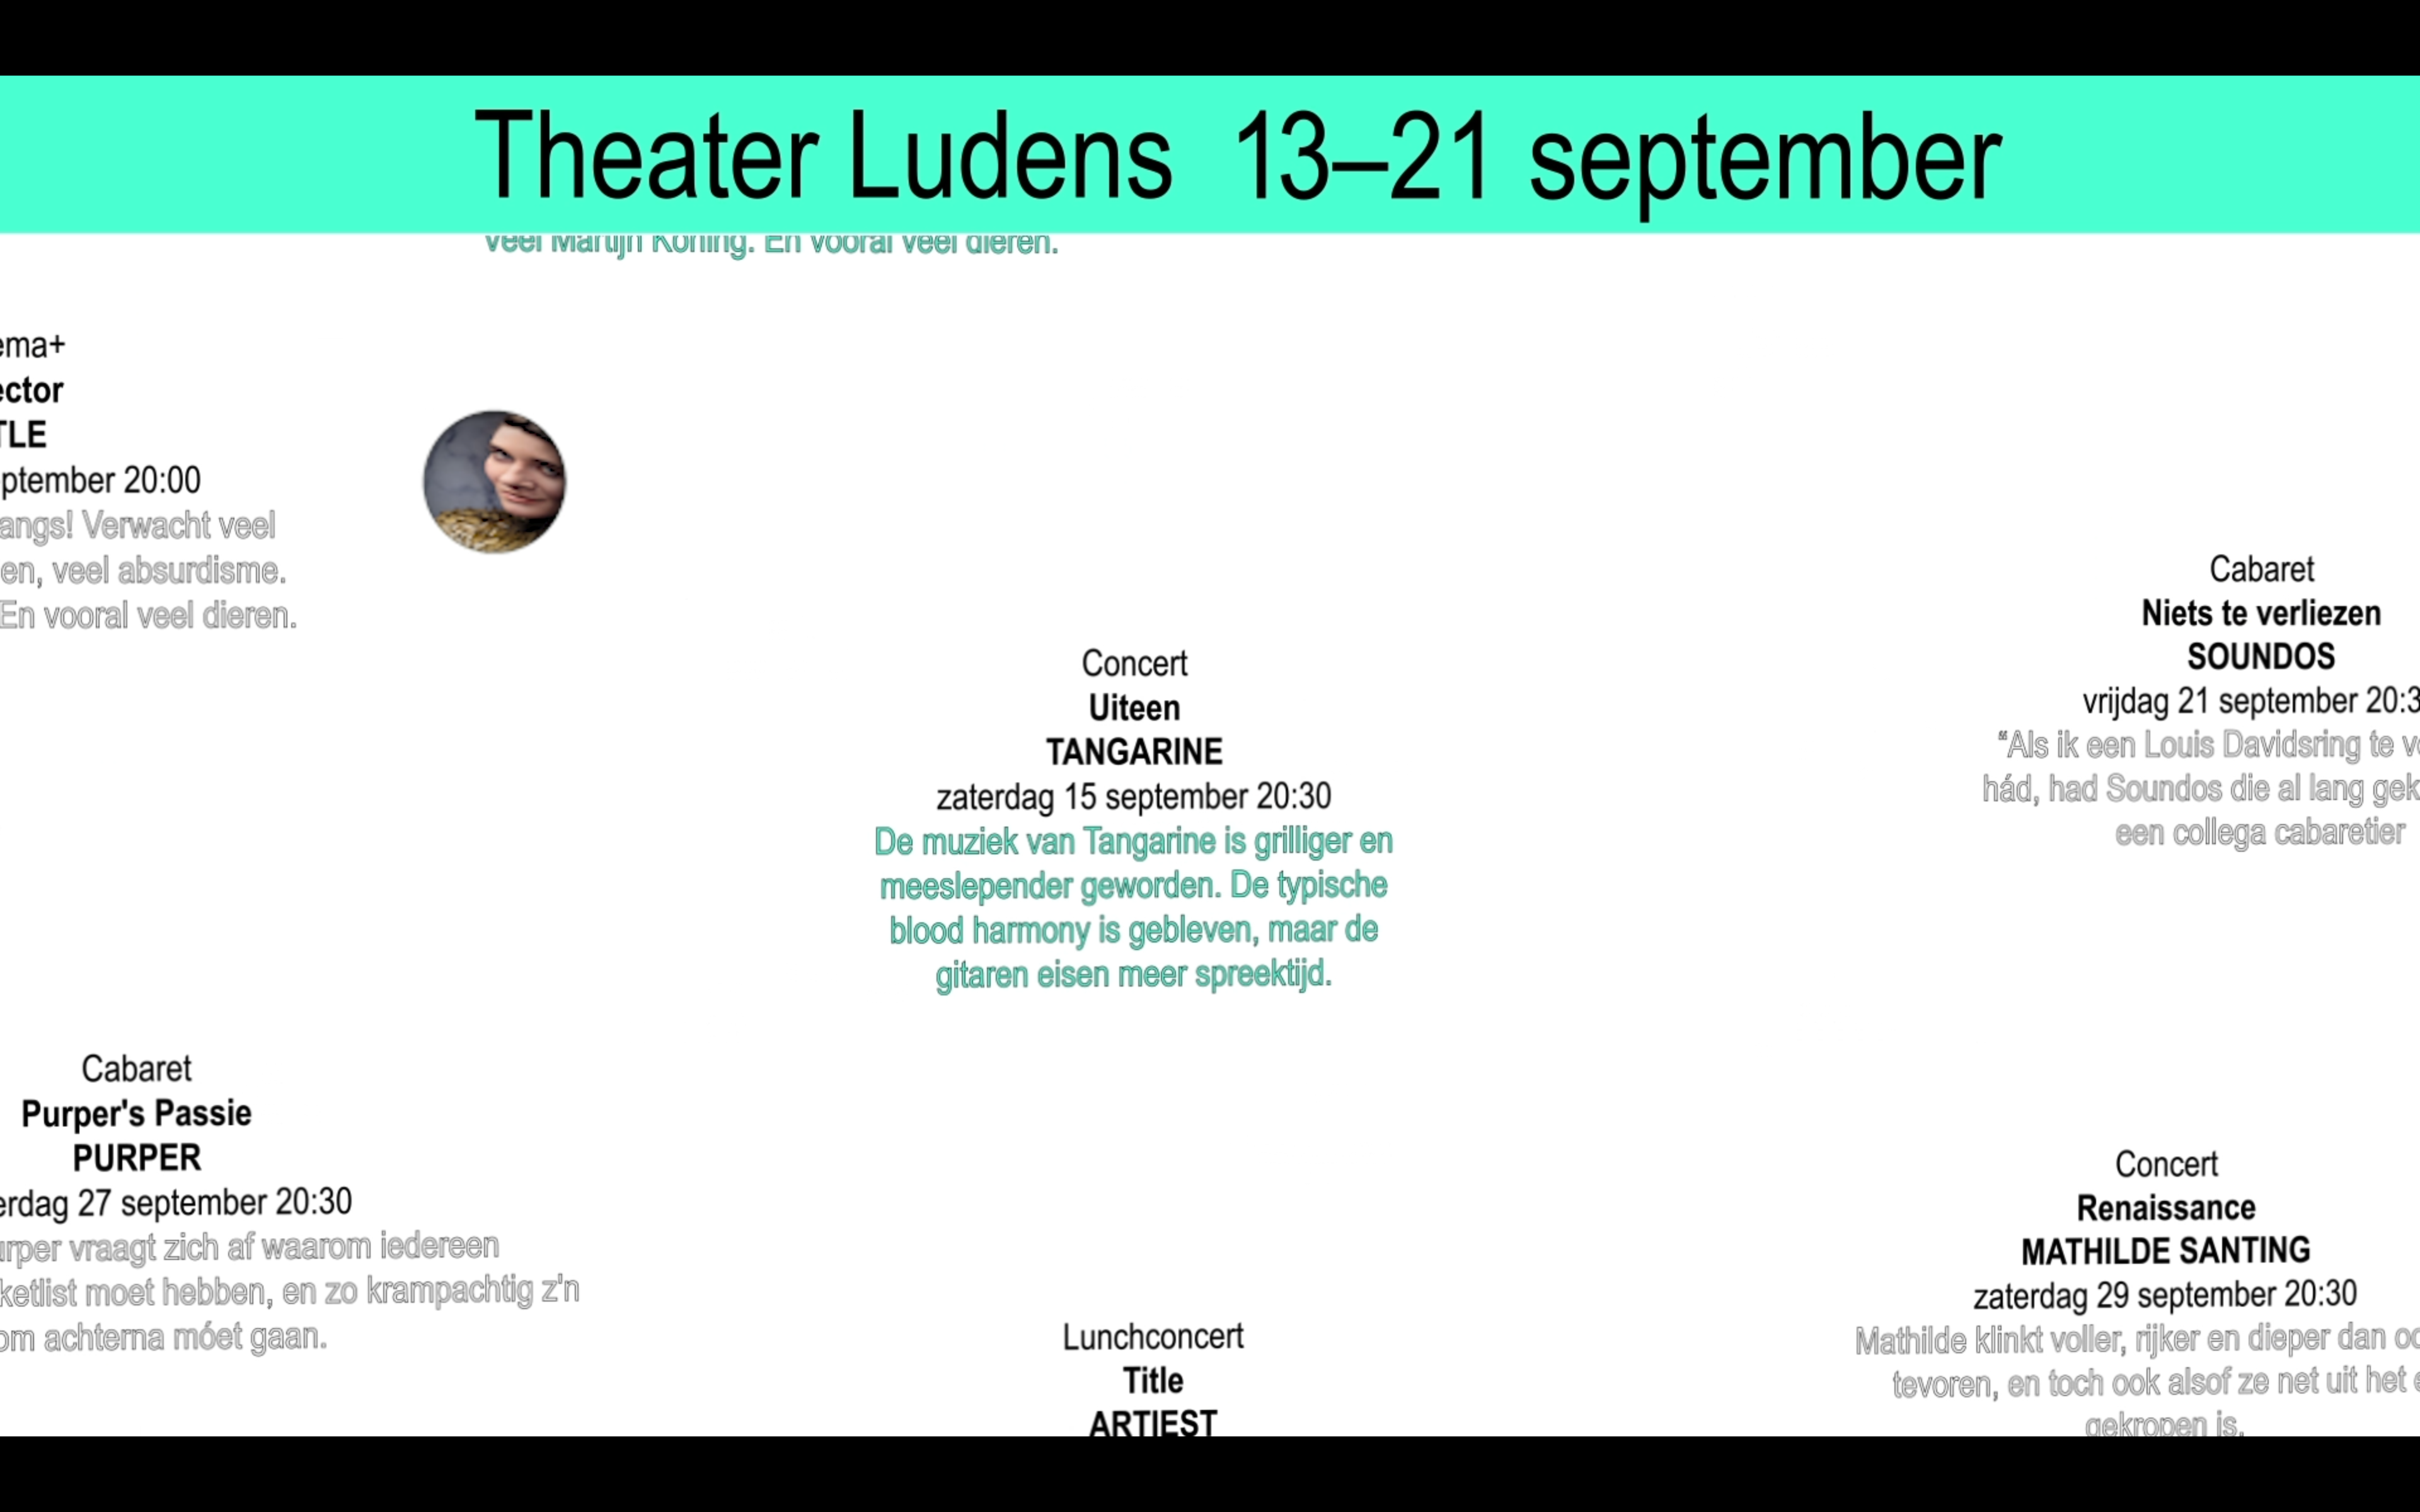 Theater Ludens 13–21 september
veel Martijn Koning. En vooral veel dieren.
ema+
ector
TLE
ptember 20:00
angs! Verwacht veel
en, veel absurdisme.
En vooral veel dieren.
Concert
Uiteen
TANGARINE
zaterdag 15 september 20:30
De muziek van Tangarine is grilliger en
meeslepender geworden. De typische
blood harmony is gebleven, maar de
gitaren eisen meer spreektijd.
Cabaret
Niets te verliezen
SOUNDOS
vrijdag 21 september 20:3
“Als ik een Louis Davidsring te v
hád, had Soundos die al lang gek
een collega cabaretier
Cabaret
Purper's Passie
PURPER
erdag 27 september 20:30
urper vraagt zich af waarom iedereen
ketlist moet hebben, en zo krampachtig z'n
om achterna móet gaan.
Lunchconcert
Title
ARTIEST
Concert
Renaissance
MATHILDE SANTING
zaterdag 29 september 20:30
Mathilde klinkt voller, rijker en dieper dan oo
tevoren, en toch ook alsof ze net uit het e
gekropen is.